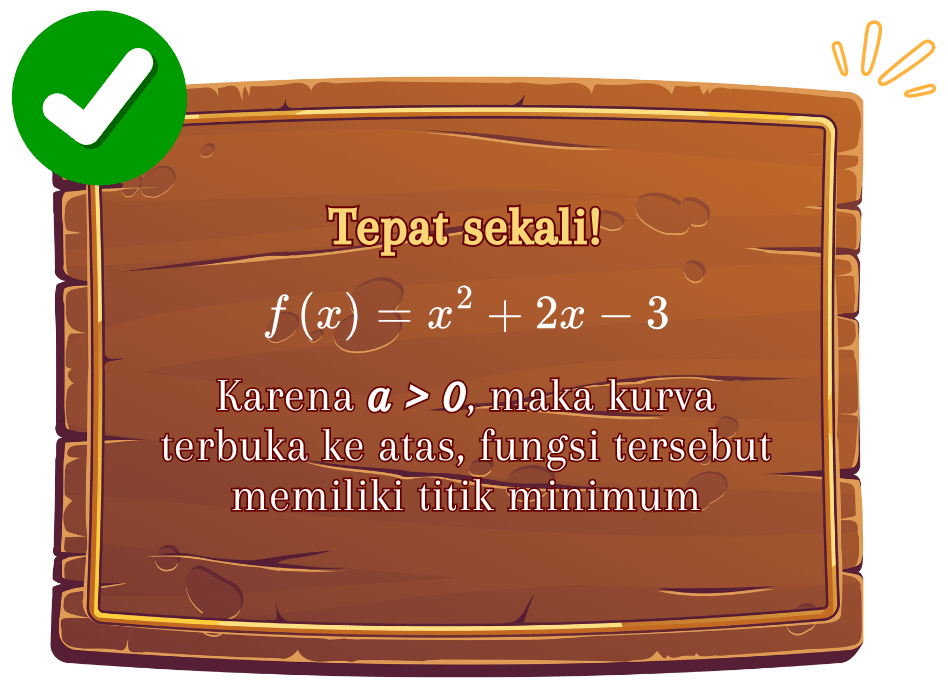 Tepat sekali!
f(x) = x² + 2x − 3
Karena a > 0, maka kurva
terbuka ke atas, fungsi tersebut
memiliki titik minimum